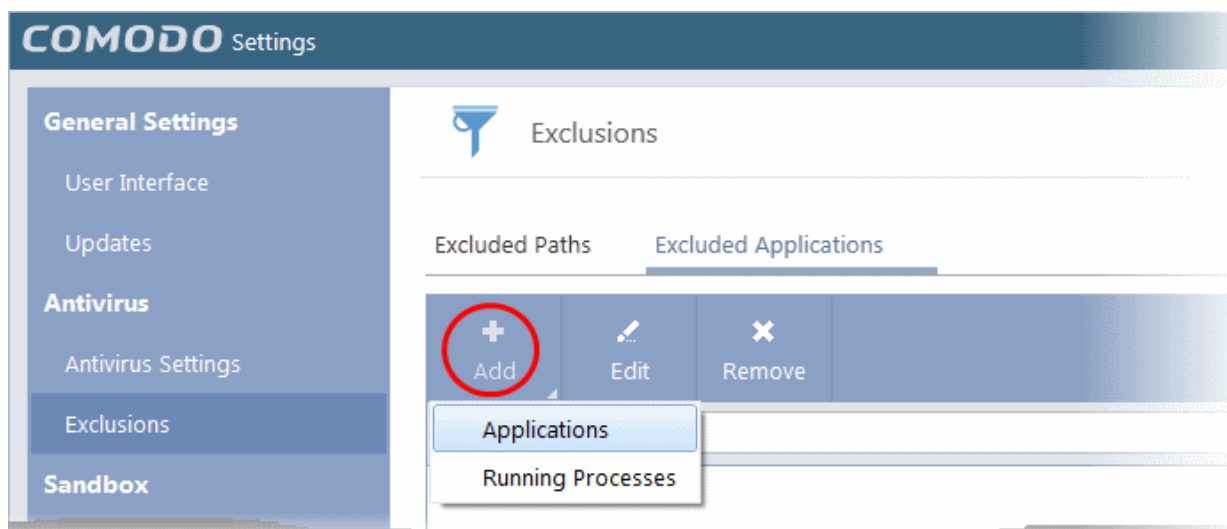 COMODO Settings
General Settings
User Interface
Updates
Antivirus
Antivirus Settings
Exclusions
Sandbox
Exclusions
Excluded Paths
Excluded Applications
Add
Edit
Remove
Applications
Running Processes